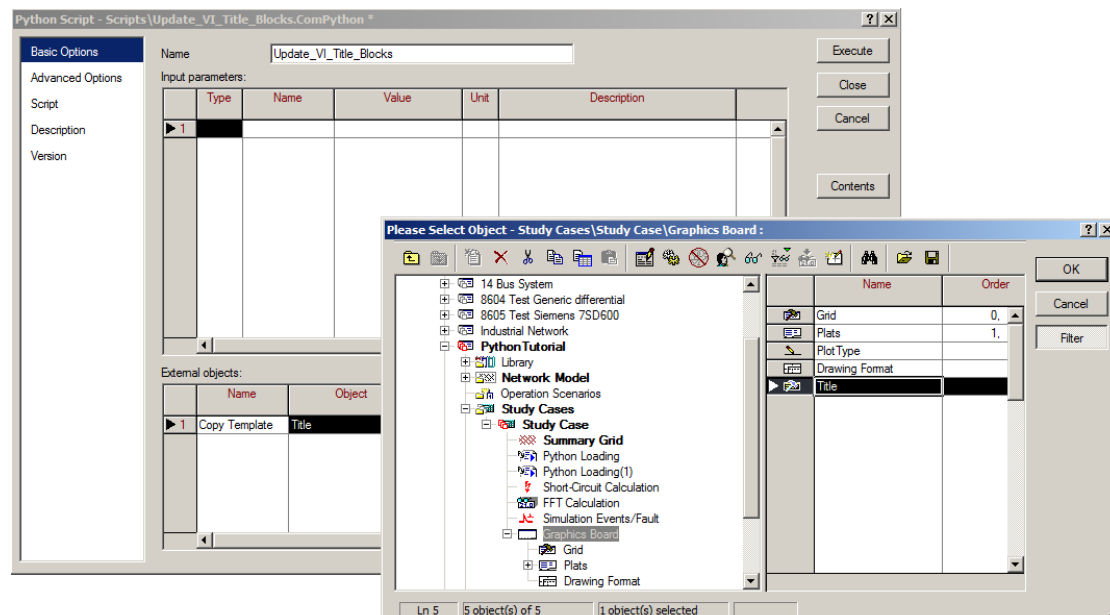 Python Script - Scripts\Update_VI_Title_Blocks.ComPython *
Basic Options
Advanced Options
Script
Description
Version
Name
Update_VI_Title_Blocks
Input parameters:
Type Name Value Unit Description
1
Execute
Close
Cancel
Contents
External objects:
Name Object
1 Copy Template Title
Please Select Object - Study Cases\Study Case\Graphics Board :
14 Bus System
8604 Test Generic differential
8605 Test Siemens 7SD600
Industrial Network
PythonTutorial
Library
Network Model
Operation Scenarios
Study Cases
Study Case
Summary Grid
Python Loading
Python Loading(1)
Short-Circuit Calculation
FFT Calculation
Simulation Events/Fault
Graphics Board
Grid
Plats
Drawing Format
Name Order
Grid 0,
Plats 1,
PlotType
Drawing Format
Title
OK
Cancel
Filter
Ln 5 5 object(s) of 5 1 object(s) selected